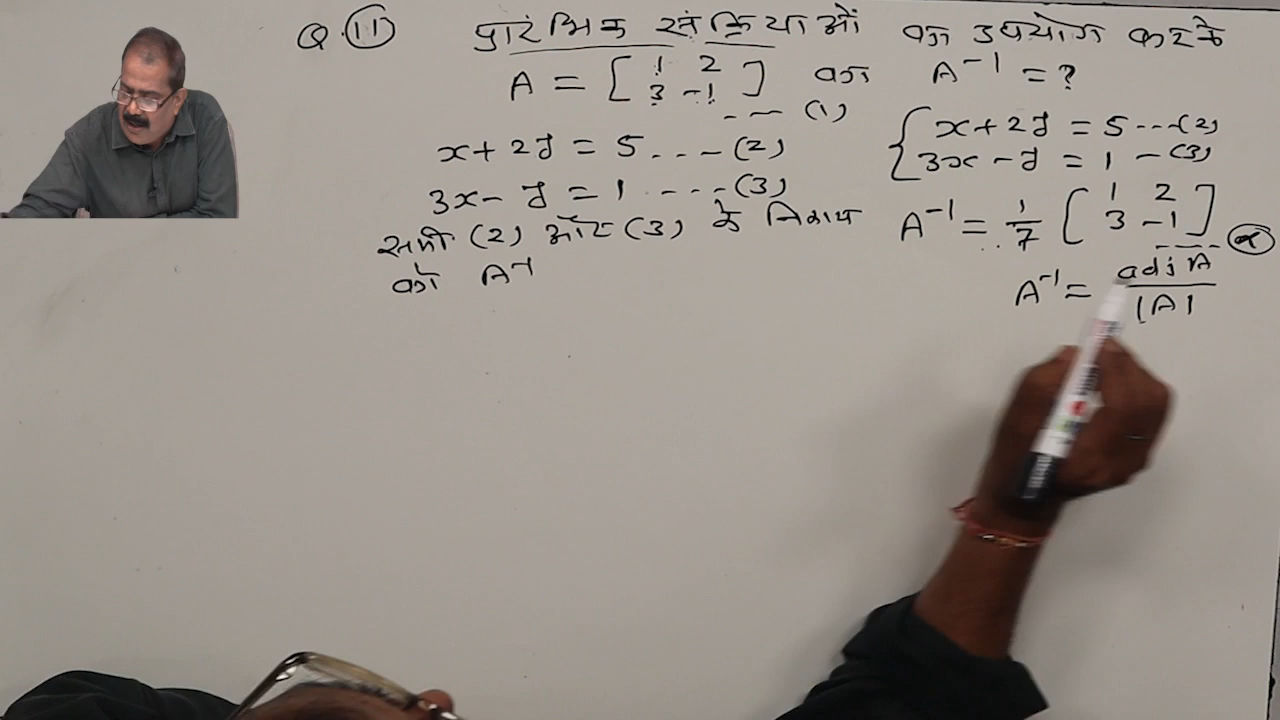 Q. 11 प्रारंभिक संक्रियाओं का उपयोग करके
A = [ 1 2 3 -1 ] का A⁻¹ = ?
--- (1)
x + 2y = 5 ... - (2)
3x - y = 1 --- (3)
समी (2) और (3) के निकाय
को A⁻¹
x + 2y = 5 --- (2)
3x - y = 1 - (3)
A⁻¹ = 1/7 [ 1 2 3 -1 ]
---- α
A⁻¹ = adj A / |A|